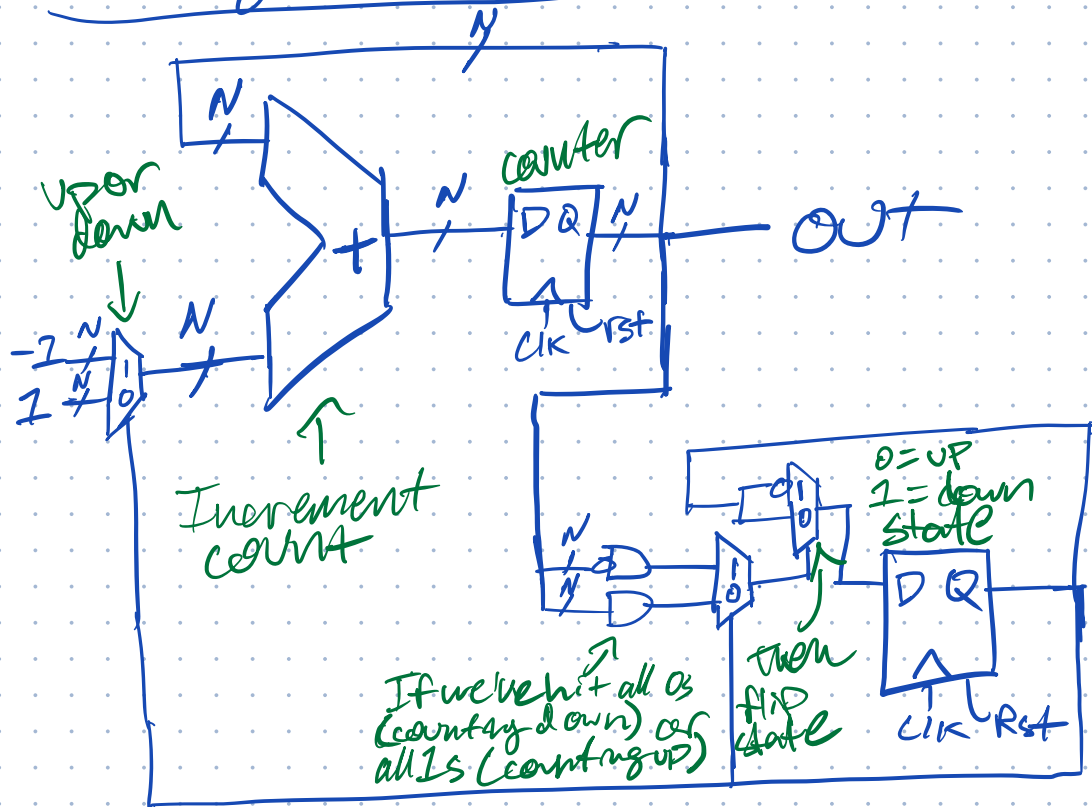 N
N
counter
up or
down
N
D Q
N
out
+
-1
N
1
0
N
1
N
clk
rst
Increment
count
0=up
1=down
state
1
0
N
N
1
0
D Q
If we've hit all 0s
(counting down) or
all 1s (counting up)
then
flip
state
clk
Rst